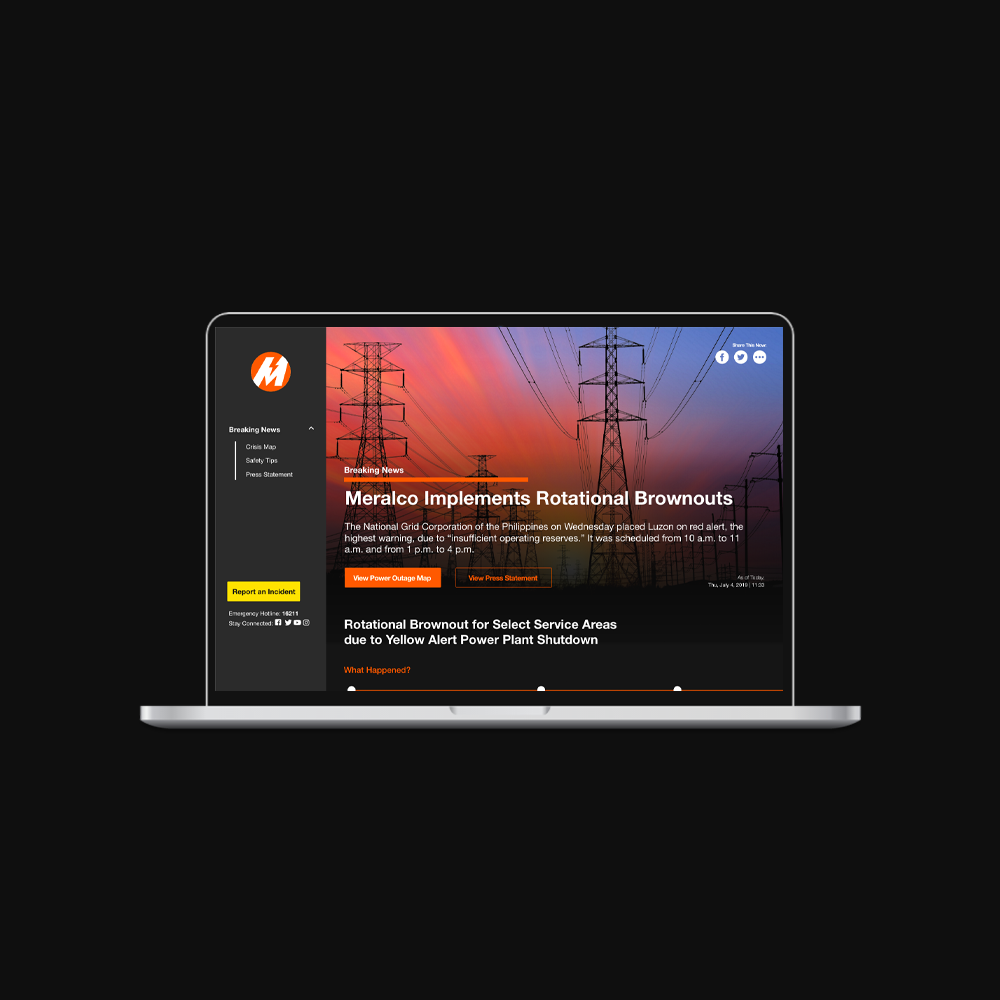 Breaking News
Crisis Map
Safety Tips
Press Statement
Report an Incident
Emergency Hotline: 16211
Stay Connected:
Share This Now:
Breaking News
Meralco Implements Rotational Brownouts
The National Grid Corporation of the Philippines on Wednesday placed Luzon on red alert, the
highest warning, due to “insufficient operating reserves.” It was scheduled from 10 a.m. to 11
a.m. and from 1 p.m. to 4 p.m.
View Power Outage Map
View Press Statement
As of Today,
Thu, July 4, 2019 | 11:33
Rotational Brownout for Select Service Areas
due to Yellow Alert Power Plant Shutdown
What Happened?